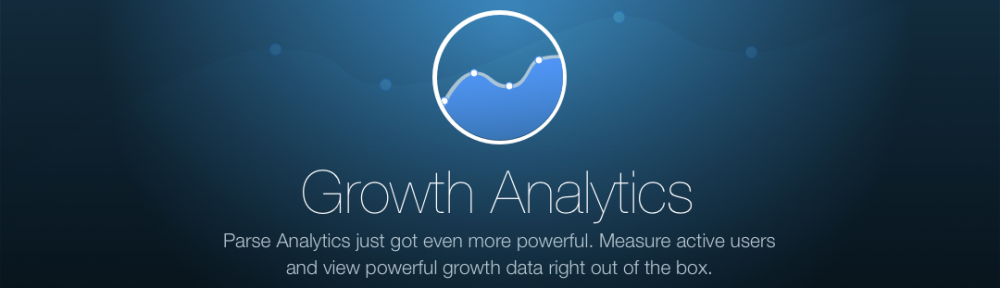 Growth Analytics
Parse Analytics just got even more powerful. Measure active users
and view powerful growth data right out of the box.